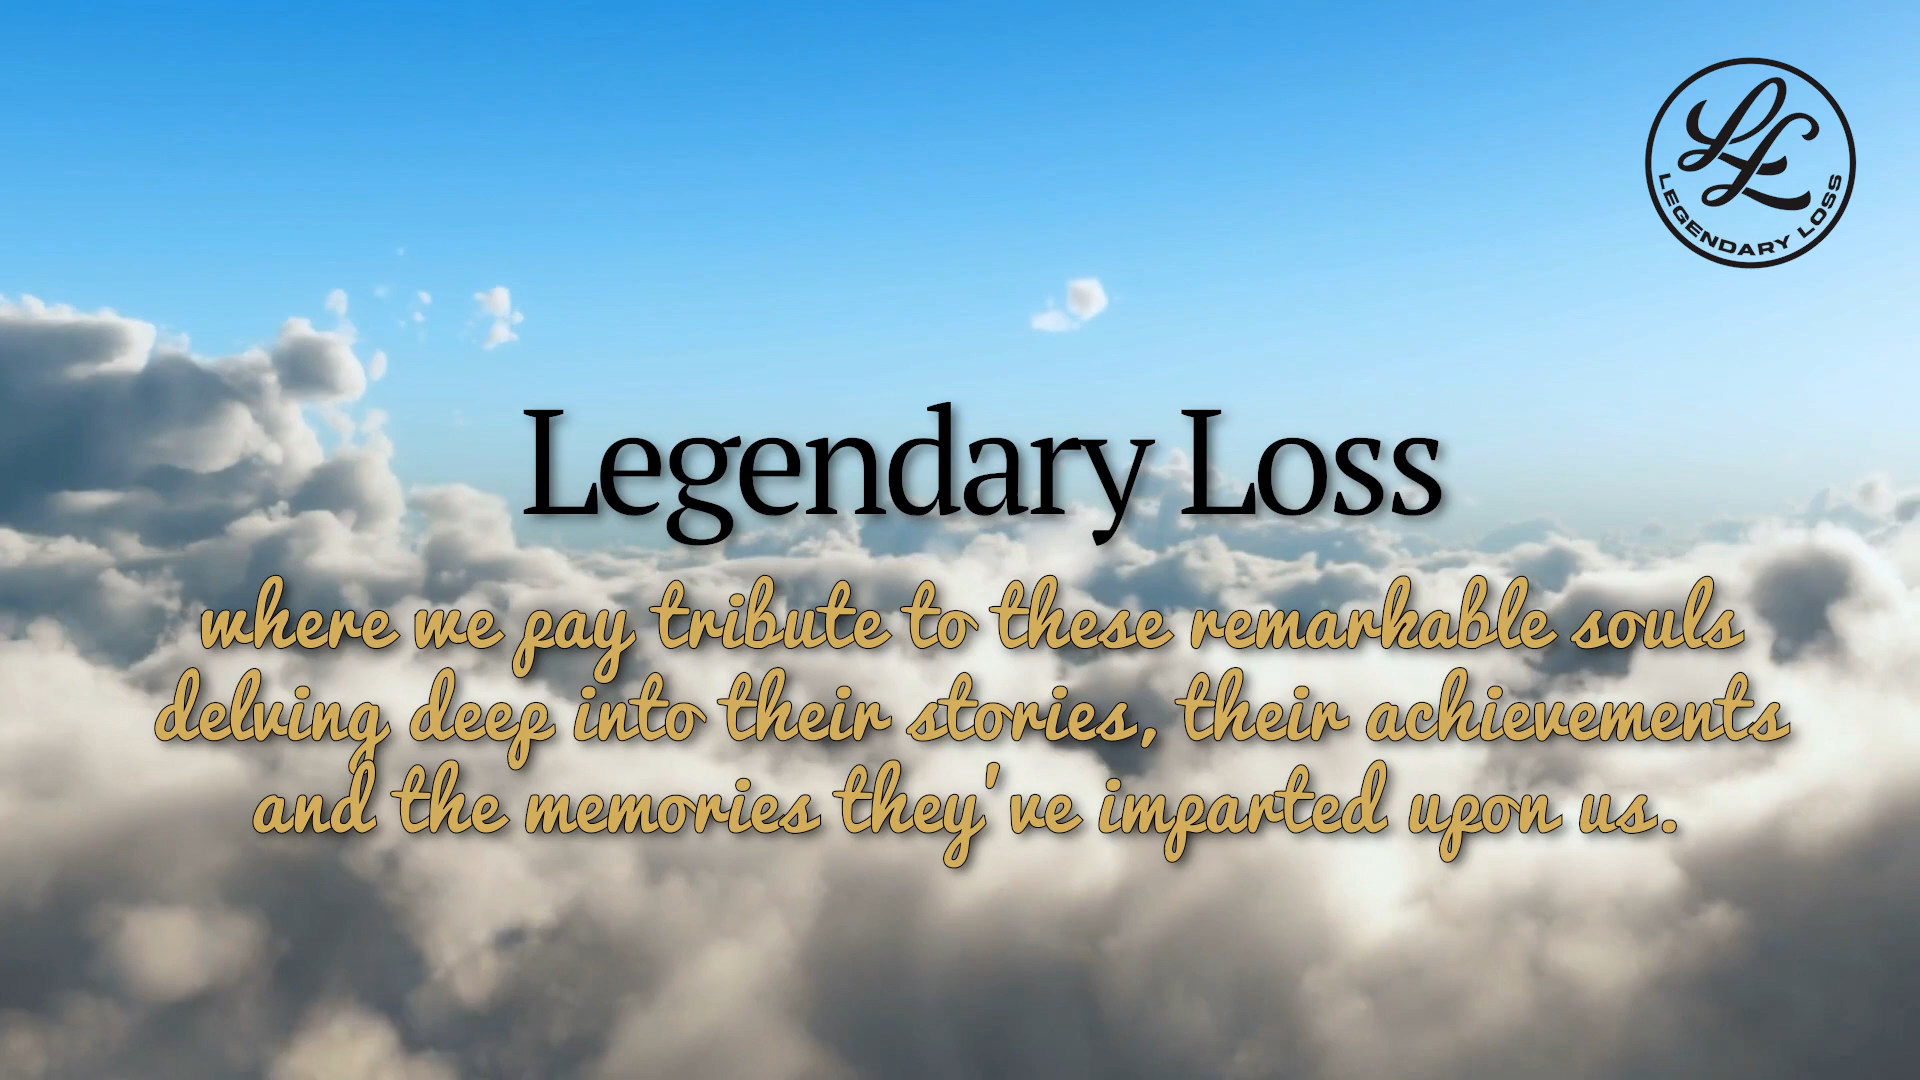 LL
LEGENDARY LOSS
Legendary Loss
where we pay tribute to these remarkable souls
delving deep into their stories, their achievements
and the memories they've imparted upon us.